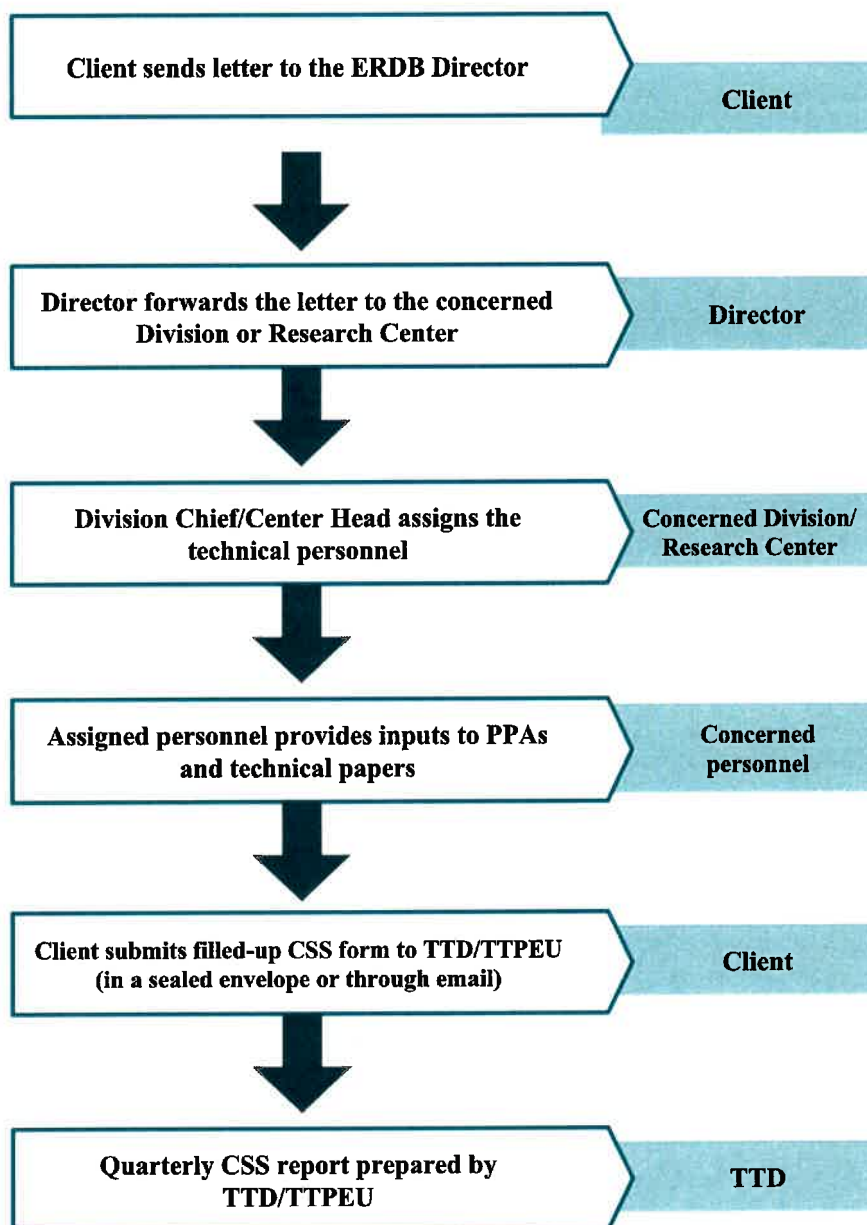 Client sends letter to the ERDB Director
Client
Director forwards the letter to the concerned
Division or Research Center
Director
Division Chief/Center Head assigns the
technical personnel
Concerned Division/
Research Center
Assigned personnel provides inputs to PPAs
and technical papers
Concerned
personnel
Client submits filled-up CSS form to TTD/TTPEU
(in a sealed envelope or through email)
Client
Quarterly CSS report prepared by
TTD/TTPEU
TTD